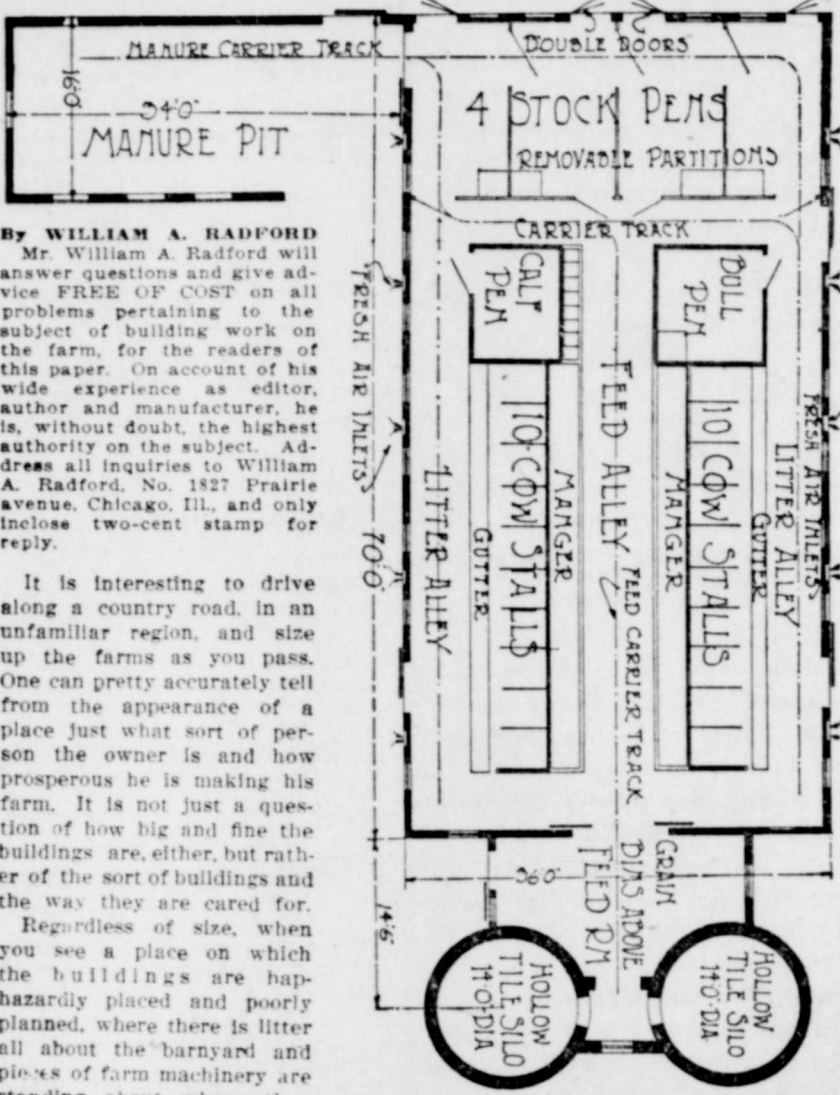 MANURE CARRIER TRACK
16'0"
34'0"
MANURE PIT
DOUBLE DOORS
4 STOCK PENS
REMOVABLE PARTITIONS
CARRIER TRACK
CALF
PEN
BULL
PEN
FRESH AIR INLETS
70'0"
LITTER ALLEY
GUTTER
10 COW STALLS
MANGER
FEED ALLEY
FEED CARRIER TRACK
MANGER
10 COW STALLS
GUTTER
LITTER ALLEY
FRESH AIR INLETS
36'0"
14'6"
FEED RM
GRAIN
BINS ABOVE
HOLLOW
TILE SILO
14'0" DIA
HOLLOW
TILE SILO
14'0" DIA
By WILLIAM A. RADFORD
Mr. William A. Radford will
answer questions and give ad-
vice FREE OF COST on all
problems pertaining to the
subject of building work on
the farm, for the readers of
this paper. On account of his
wide experience as editor,
author and manufacturer, he
is, without doubt, the highest
authority on the subject. Ad-
dress all inquiries to William
A. Radford, No. 1827 Prairie
avenue, Chicago, Ill., and only
inclose two-cent stamp for
reply.
It is interesting to drive
along a country road, in an
unfamiliar region, and size
up the farms as you pass.
One can pretty accurately tell
from the appearance of a
place just what sort of per-
son the owner is and how
prosperous he is making his
farm. It is not just a ques-
tion of how big and fine the
buildings are, either, but rath-
er of the sort of buildings and
the way they are cared for.
Regardless of size, when
you see a place on which
the buildings are hap-
hazardly placed and poorly
planned, where there is litter
all about the barnyard and
pieces of farm machinery are